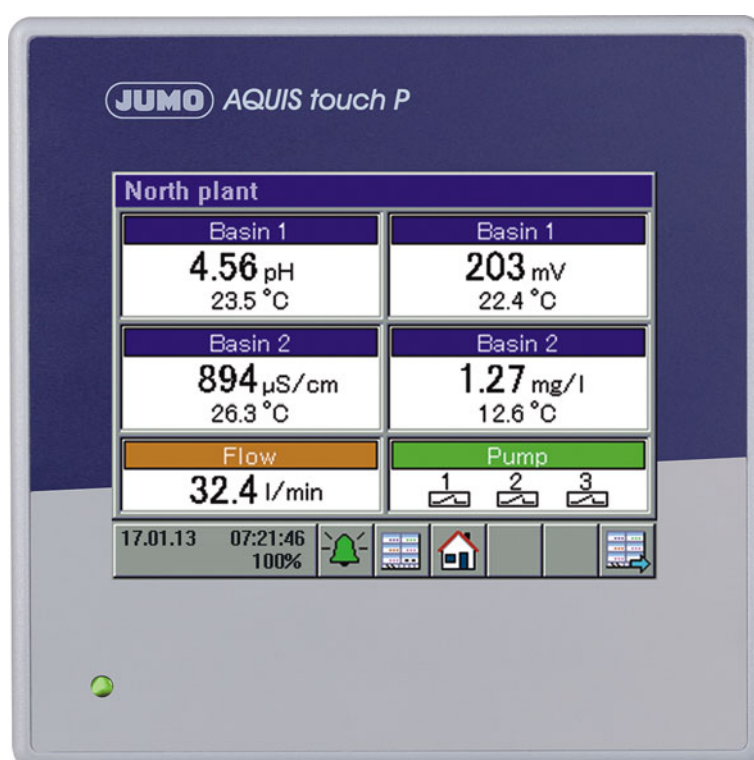 JUMO AQUIS touch P
North plant
Basin 1 Basin 1
4.56 pH 203 mV
23.5 °C 22.4 °C
Basin 2 Basin 2
894 µS/cm 1.27 mg/l
26.3 °C 12.6 °C
Flow Pump
32.4 l/min 1 2 3
17.01.13 07:21:46
100%